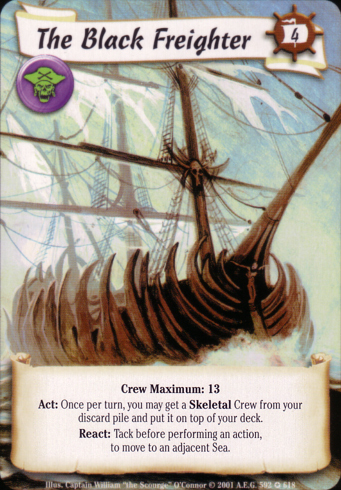 The Black Freighter
4
Crew Maximum: 13
Act: Once per turn, you may get a Skeletal Crew from your
discard pile and put it on top of your deck.
React: Tack before performing an action,
to move to an adjacent Sea.
Illus. Captain William "the Scourge" O'Connor © 2001 A.E.G. 502 ✪ 618